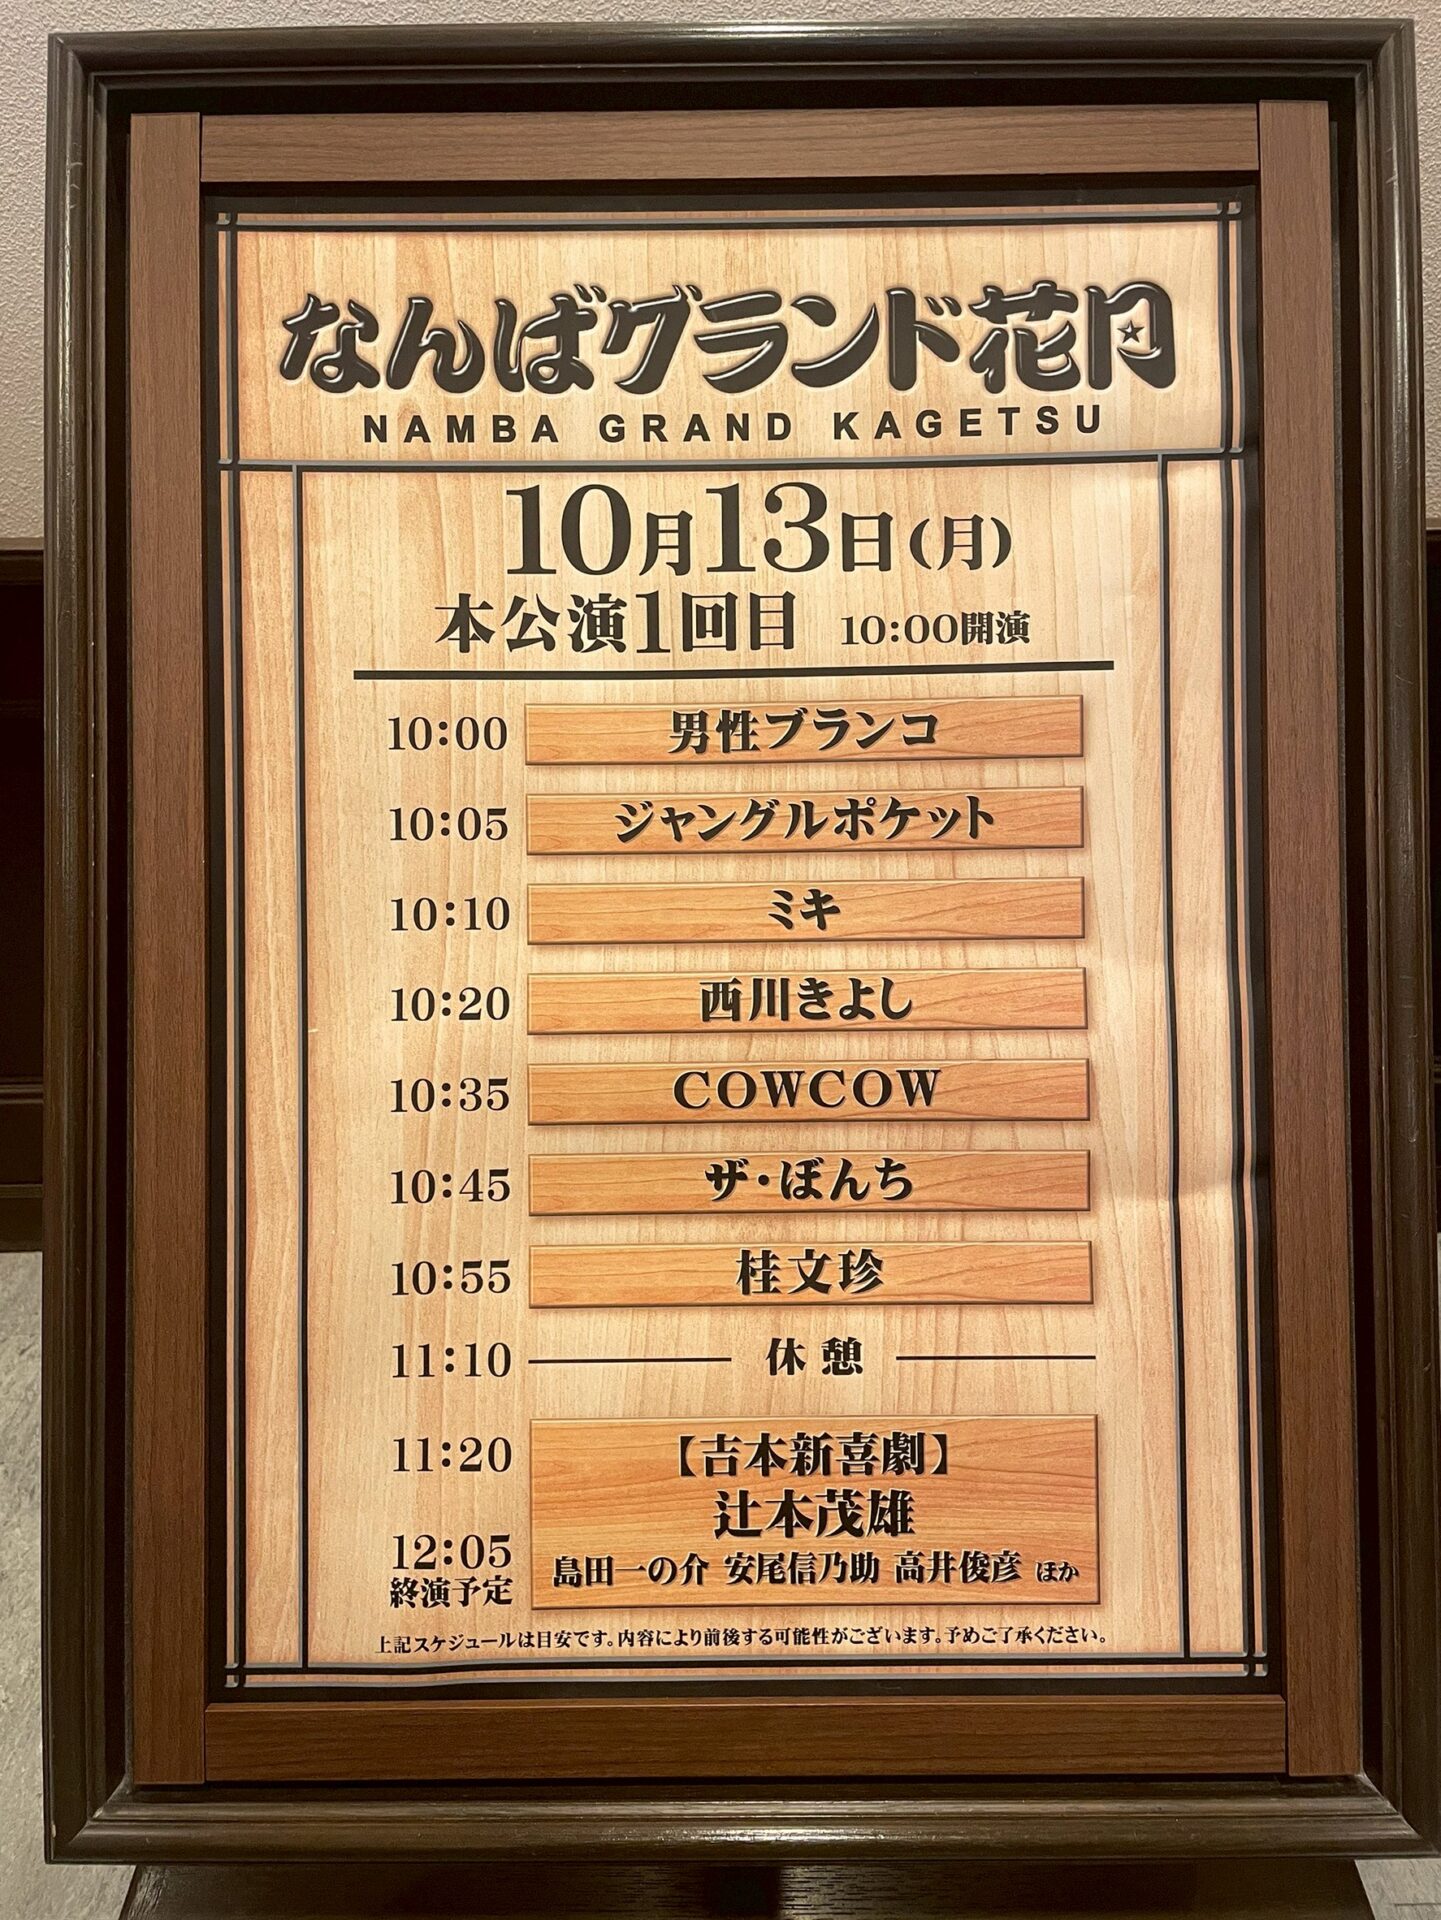 なんばグランド花月
NAMBA GRAND KAGETSU
10月13日(月)
本公演1回目 10:00開演
10:00 男性ブランコ
10:05 ジャングルポケット
10:10 ミキ
10:20 西川きよし
10:35 COWCOW
10:45 ザ・ぼんち
10:55 桂文珍
11:10 休憩
11:20 【吉本新喜劇】
辻本茂雄
12:05 島田一の介 安尾信乃助 高井俊彦 ほか
終演予定
上記スケジュールは目安です。内容により前後する可能性がございます。予めご了承ください。